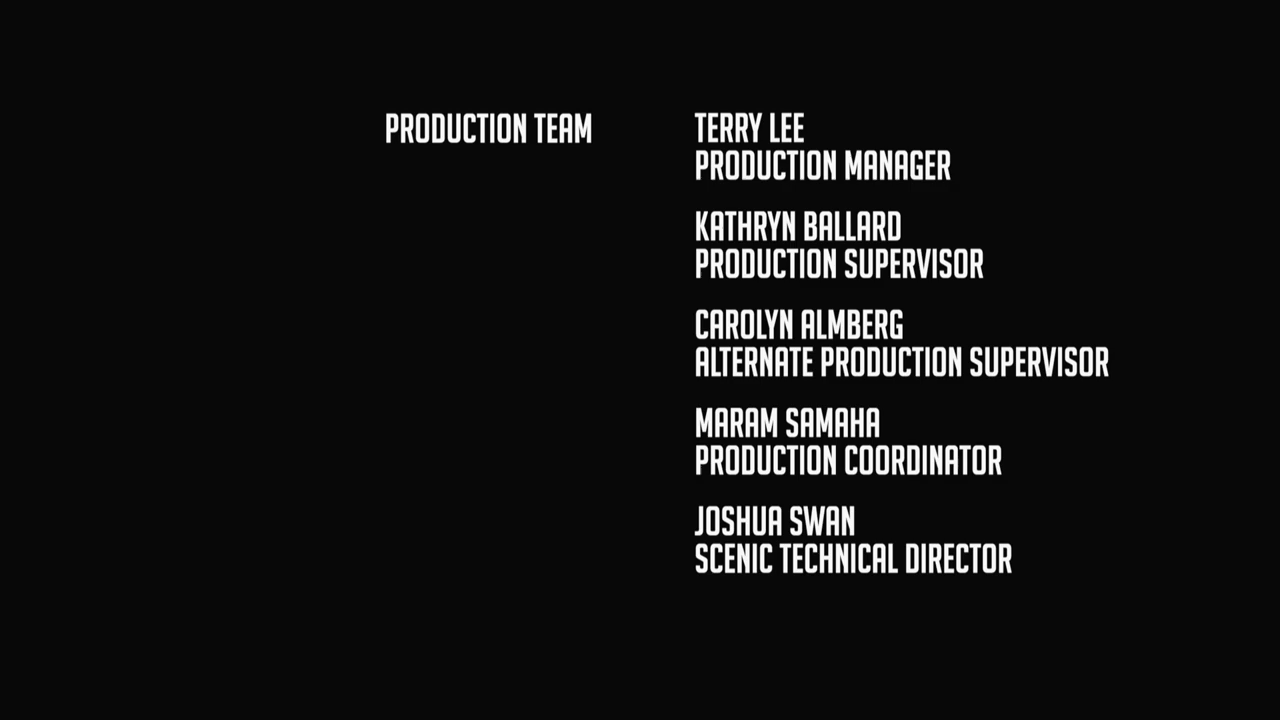 PRODUCTION TEAM
TERRY LEE
PRODUCTION MANAGER
KATHRYN BALLARD
PRODUCTION SUPERVISOR
CAROLYN ALMBERG
ALTERNATE PRODUCTION SUPERVISOR
MARAM SAMAHA
PRODUCTION COORDINATOR
JOSHUA SWAN
SCENIC TECHNICAL DIRECTOR